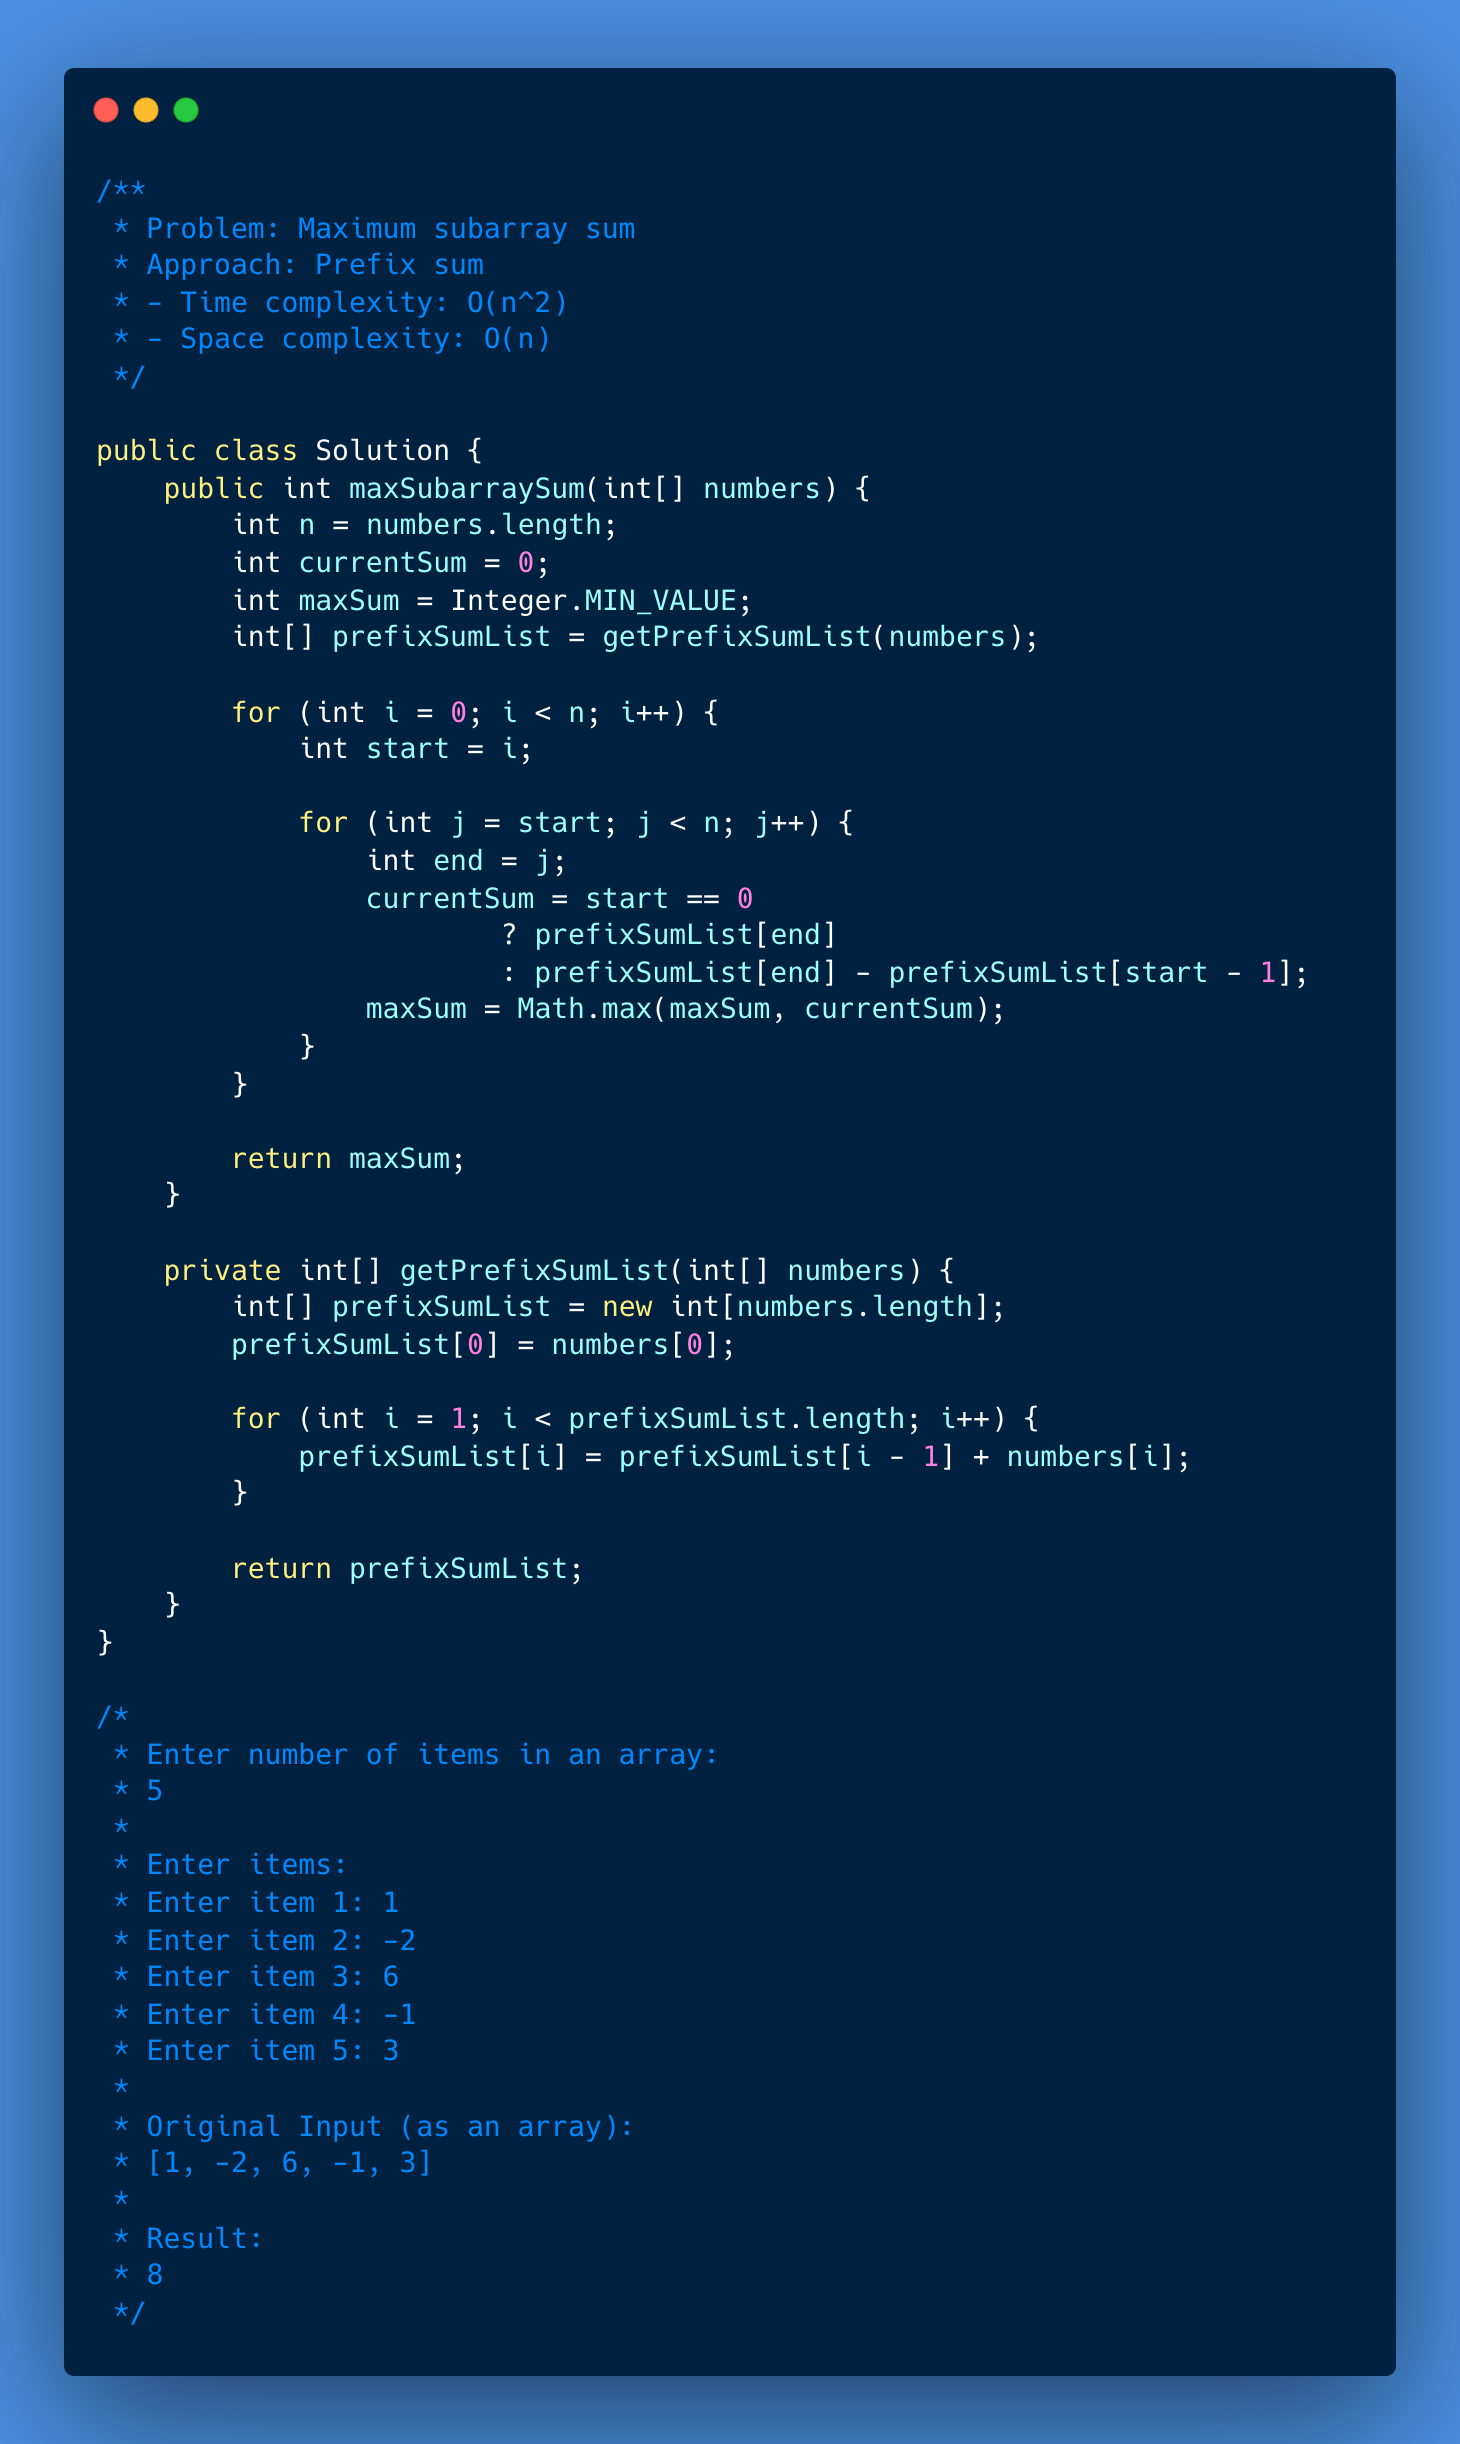 /**
 * Problem: Maximum subarray sum
 * Approach: Prefix sum
 * - Time complexity: O(n^2)
 * - Space complexity: O(n)
 */

public class Solution {
    public int maxSubarraySum(int[] numbers) {
        int n = numbers.length;
        int currentSum = 0;
        int maxSum = Integer.MIN_VALUE;
        int[] prefixSumList = getPrefixSumList(numbers);

        for (int i = 0; i < n; i++) {
            int start = i;

            for (int j = start; j < n; j++) {
                int end = j;
                currentSum = start == 0
                        ? prefixSumList[end]
                        : prefixSumList[end] - prefixSumList[start - 1];
                maxSum = Math.max(maxSum, currentSum);
            }
        }

        return maxSum;
    }

    private int[] getPrefixSumList(int[] numbers) {
        int[] prefixSumList = new int[numbers.length];
        prefixSumList[0] = numbers[0];

        for (int i = 1; i < prefixSumList.length; i++) {
            prefixSumList[i] = prefixSumList[i - 1] + numbers[i];
        }

        return prefixSumList;
    }
}

/*
 * Enter number of items in an array:
 * 5
 *
 * Enter items:
 * Enter item 1: 1
 * Enter item 2: -2
 * Enter item 3: 6
 * Enter item 4: -1
 * Enter item 5: 3
 *
 * Original Input (as an array):
 * [1, -2, 6, -1, 3]
 *
 * Result:
 * 8
 */